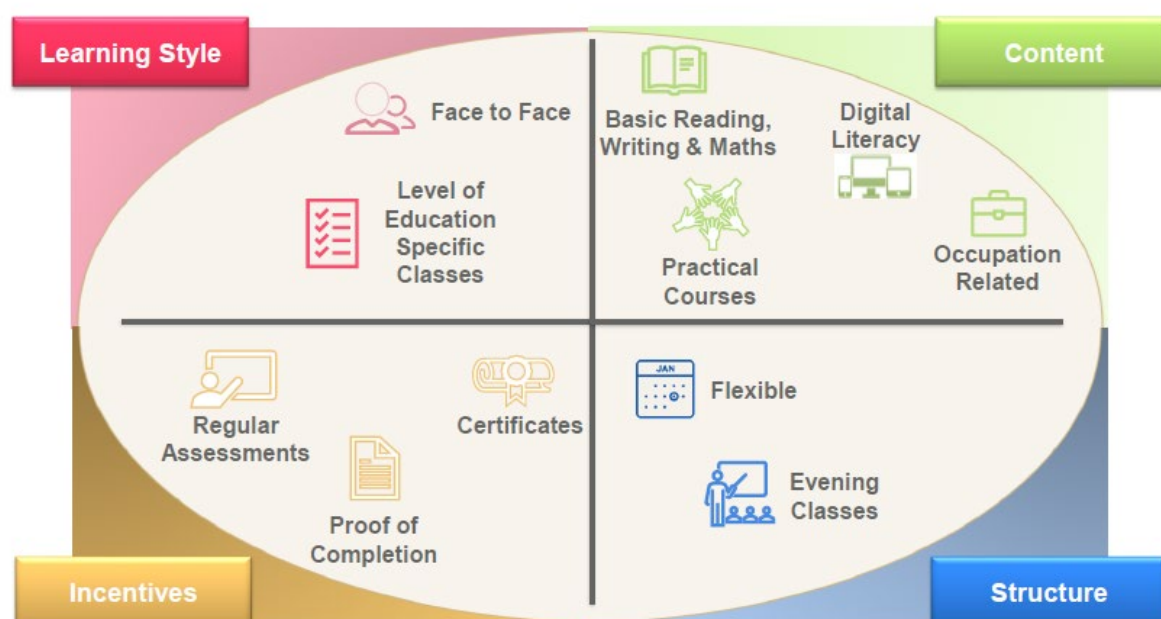 Learning Style
Content
Face to Face
Level of
Education
Specific
Classes
Basic Reading,
Writing & Maths
Digital
Literacy
Practical
Courses
Occupation
Related
Regular
Assessments
Certificates
Proof of
Completion
JAN
Flexible
Evening
Classes
Incentives
Structure